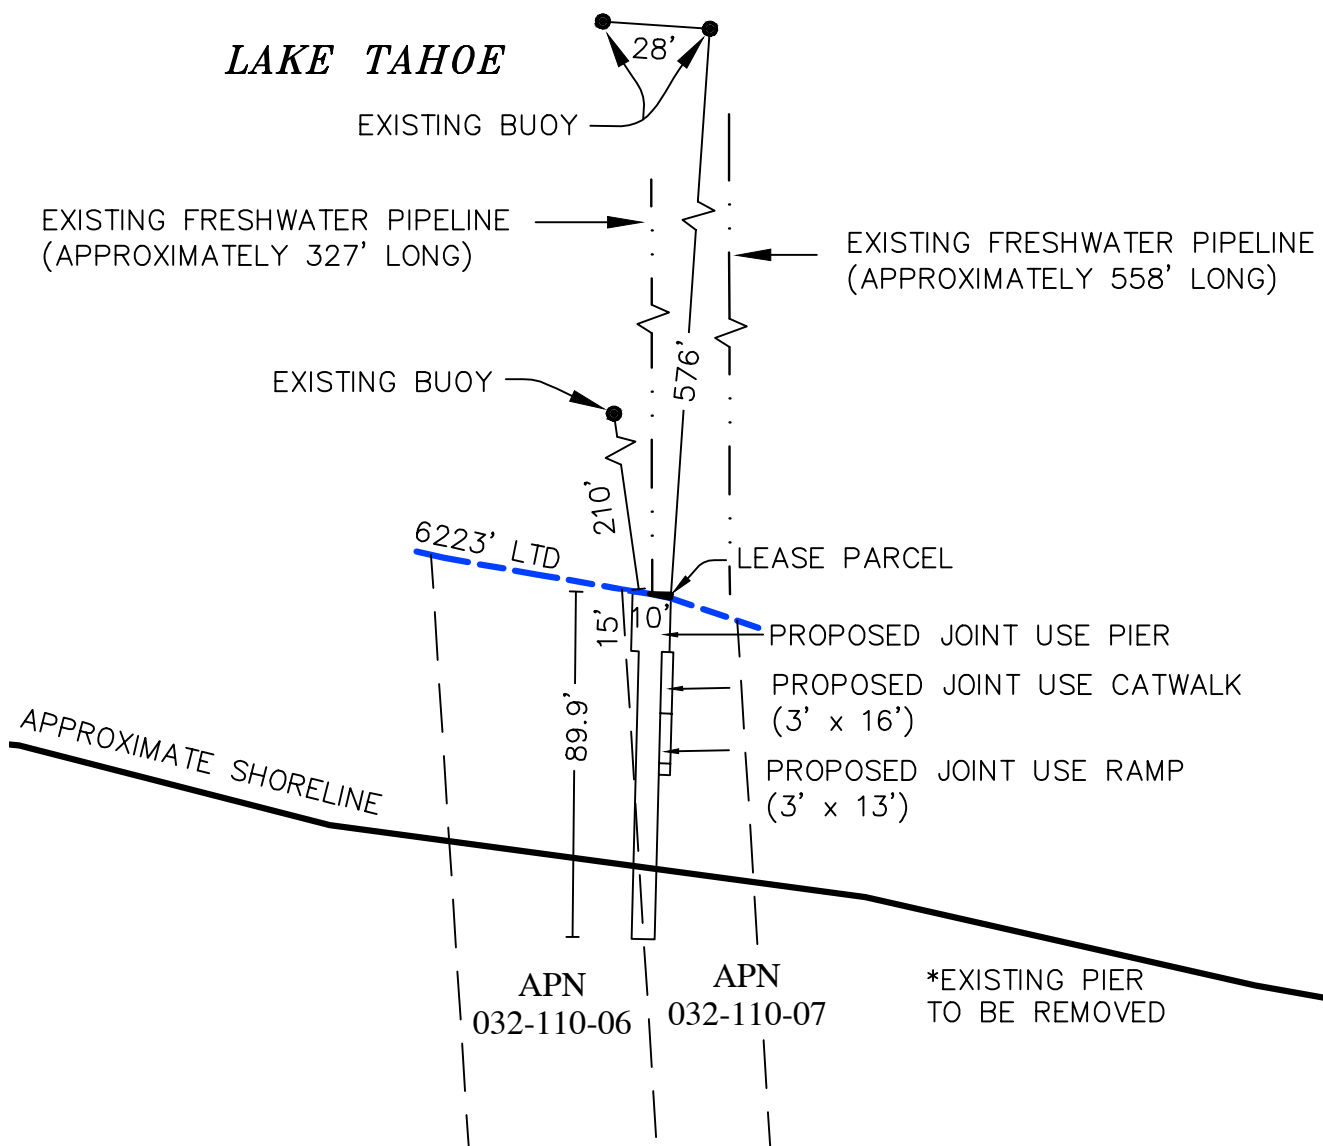 LAKE TAHOE
28'
EXISTING BUOY
EXISTING FRESHWATER PIPELINE
(APPROXIMATELY 327' LONG)
EXISTING FRESHWATER PIPELINE
(APPROXIMATELY 558' LONG)
576'
EXISTING BUOY
210'
6223' LTD
LEASE PARCEL
15'
10'
PROPOSED JOINT USE PIER
PROPOSED JOINT USE CATWALK
(3' x 16')
89.9'
PROPOSED JOINT USE RAMP
(3' x 13')
APPROXIMATE SHORELINE
APN
032-110-06
APN
032-110-07
*EXISTING PIER
TO BE REMOVED